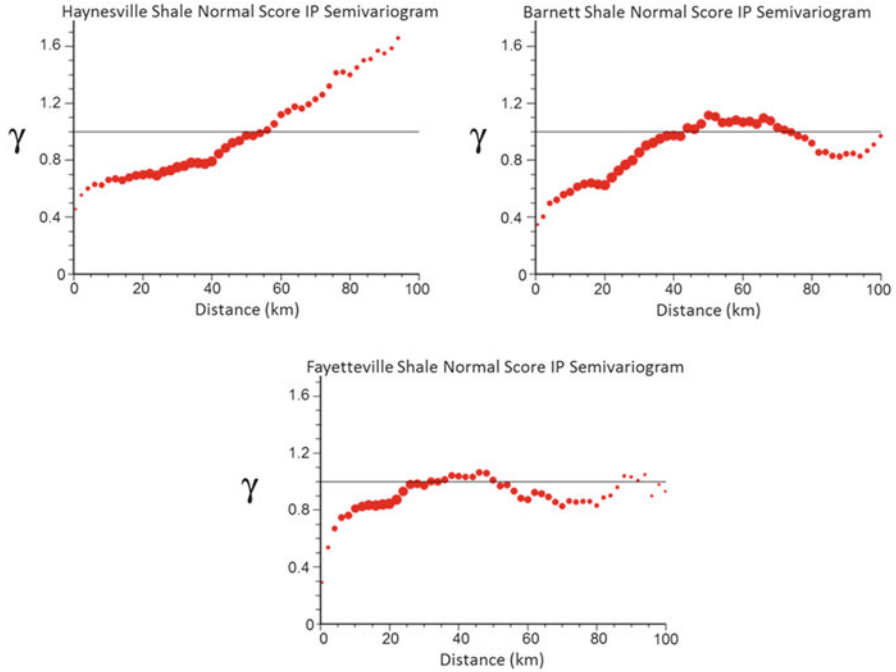 Haynesville Shale Normal Score IP Semivariogram
1.6
1.2
γ
0.8
0.4
0
0 20 40 60 80 100
Distance (km)
Barnett Shale Normal Score IP Semivariogram
1.6
1.2
γ
0.8
0.4
0
0 20 40 60 80 100
Distance (km)
Fayetteville Shale Normal Score IP Semivariogram
1.6
1.2
γ
0.8
0.4
0
0 20 40 60 80 100
Distance (km)